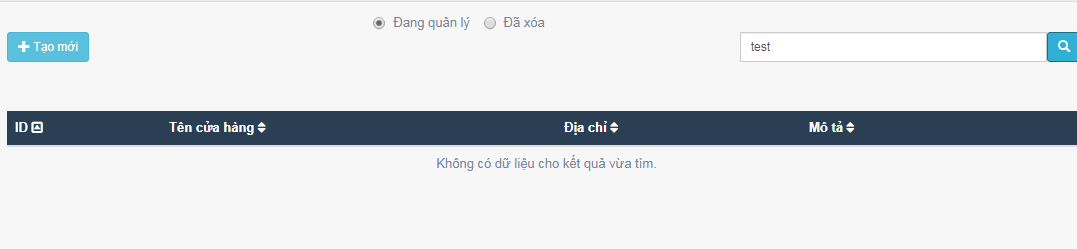 Đang quản lý Đã xóa
Tạo mới
test
ID Tên cửa hàng Địa chỉ Mô tả
Không có dữ liệu cho kết quả vừa tìm.